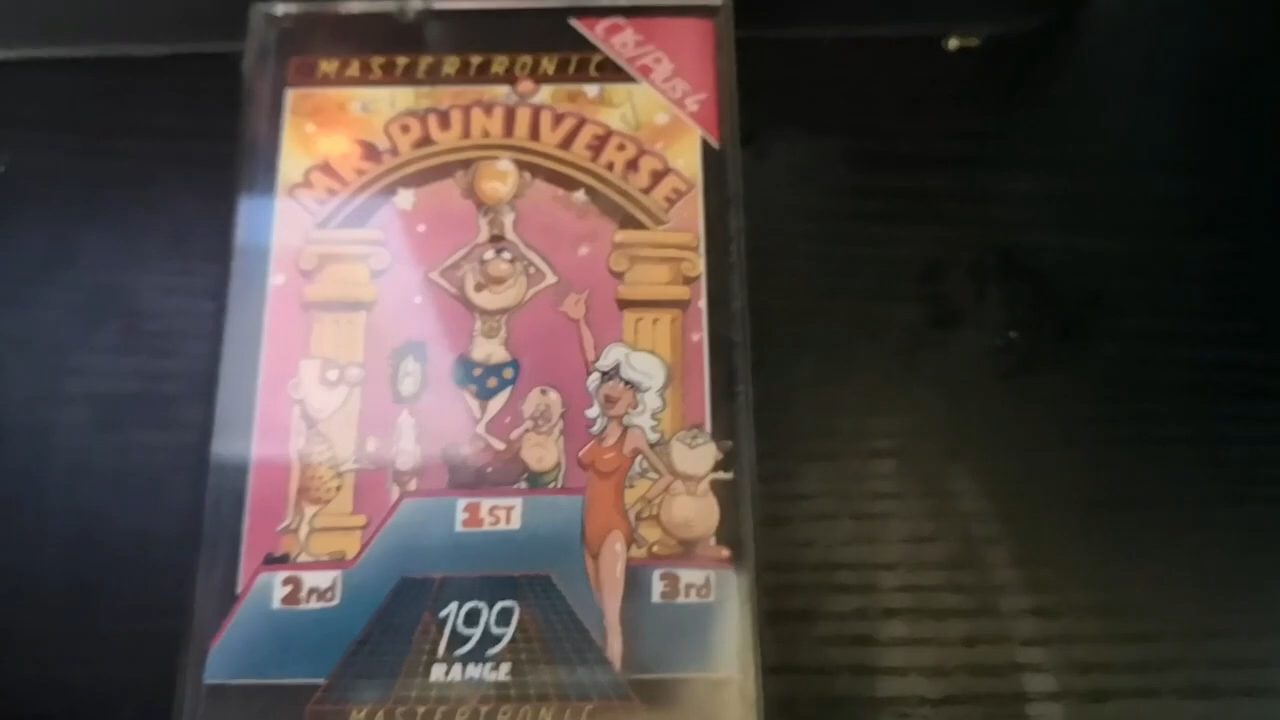 MASTERTRONIC
C16/PLUS 4
MR. PUNIVERSE
1ST
2nd
3rd
199
RANGE
MASTERTRONIC